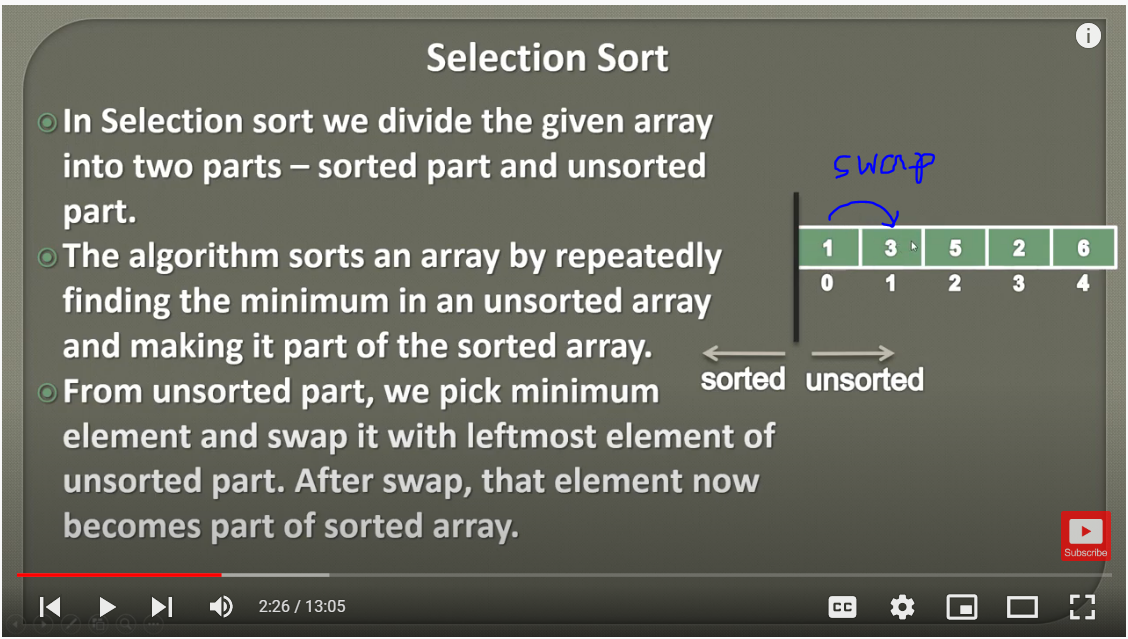 Selection Sort
In Selection sort we divide the given array
into two parts – sorted part and unsorted
part.
The algorithm sorts an array by repeatedly
finding the minimum in an unsorted array
and making it part of the sorted array.
From unsorted part, we pick minimum
element and swap it with leftmost element of
unsorted part. After swap, that element now
becomes part of sorted array.
swap
1 3 5 2 6
0 1 2 3 4
sorted unsorted
Subscribe
2:26 / 13:05
CC
i